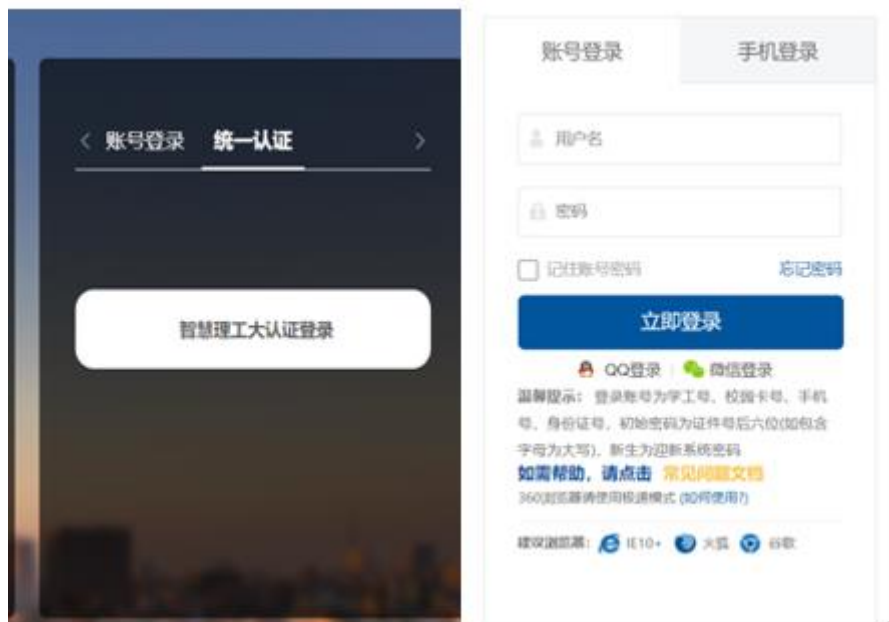 账号登录 统一认证
智慧理工大认证登录
账号登录 手机登录
用户名
密码
记住账号密码 忘记密码
立即登录
QQ登录 微信登录
温馨提示：登录账号为学工号、校园卡号、手机
号、身份证号，初始密码为证件号后六位(如包含
字母为大写)，新生为迎新系统密码
如需帮助，请点击 常见问题文档
360浏览器请使用极速模式 (如何使用?)
建议浏览器: IE10+ 火狐 谷歌